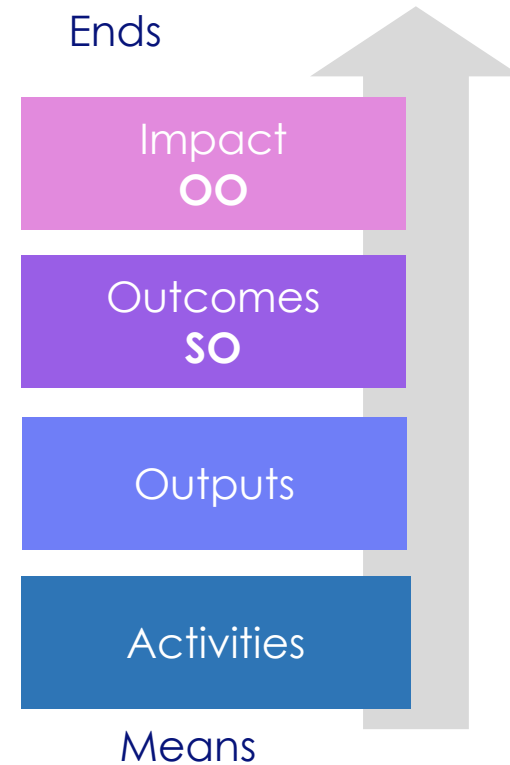 Ends
Impact
OO
Outcomes
SO
Outputs
Activities
Means